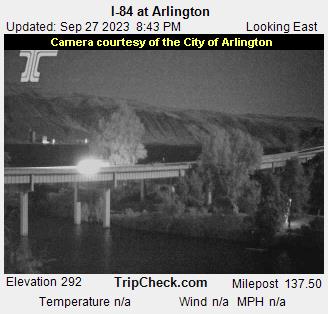 I-84 at Arlington
Updated: Sep 27 2023 8:43 PM Looking East
Camera courtesy of the City of Arlington
Elevation 292 TripCheck.com Milepost 137.50
Temperature n/a Wind n/a MPH n/a